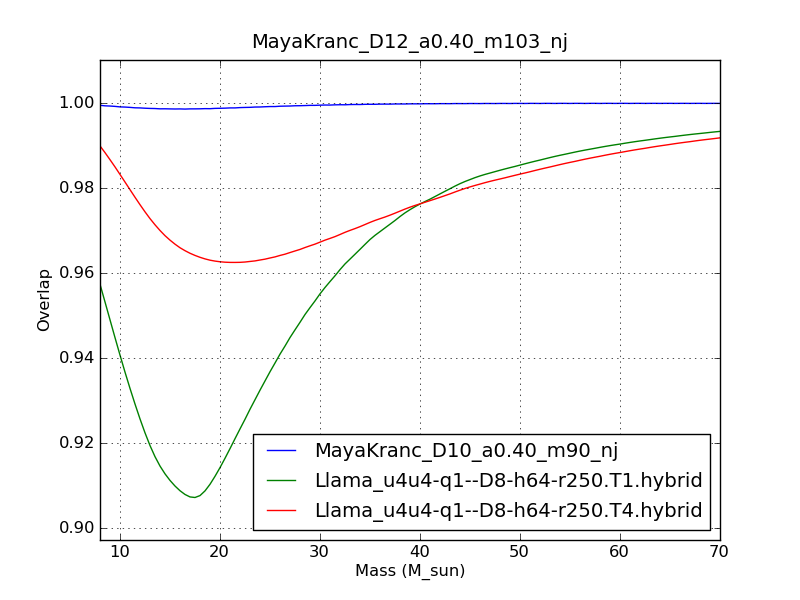 MayaKranc_D12_a0.40_m103_nj
1.00
0.98
0.96
0.94
0.92
0.90
Overlap
MayaKranc_D10_a0.40_m90_nj
Llama_u4u4-q1--D8-h64-r250.T1.hybrid
Llama_u4u4-q1--D8-h64-r250.T4.hybrid
10 20 30 40 50 60 70
Mass (M_sun)